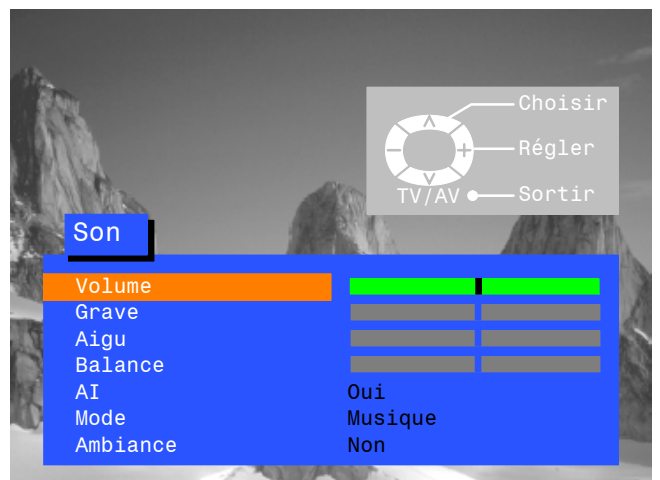 Choisir
Régler
TV/AV Sortir
Son
Volume
Grave
Aigu
Balance
AI Oui
Mode Musique
Ambiance Non